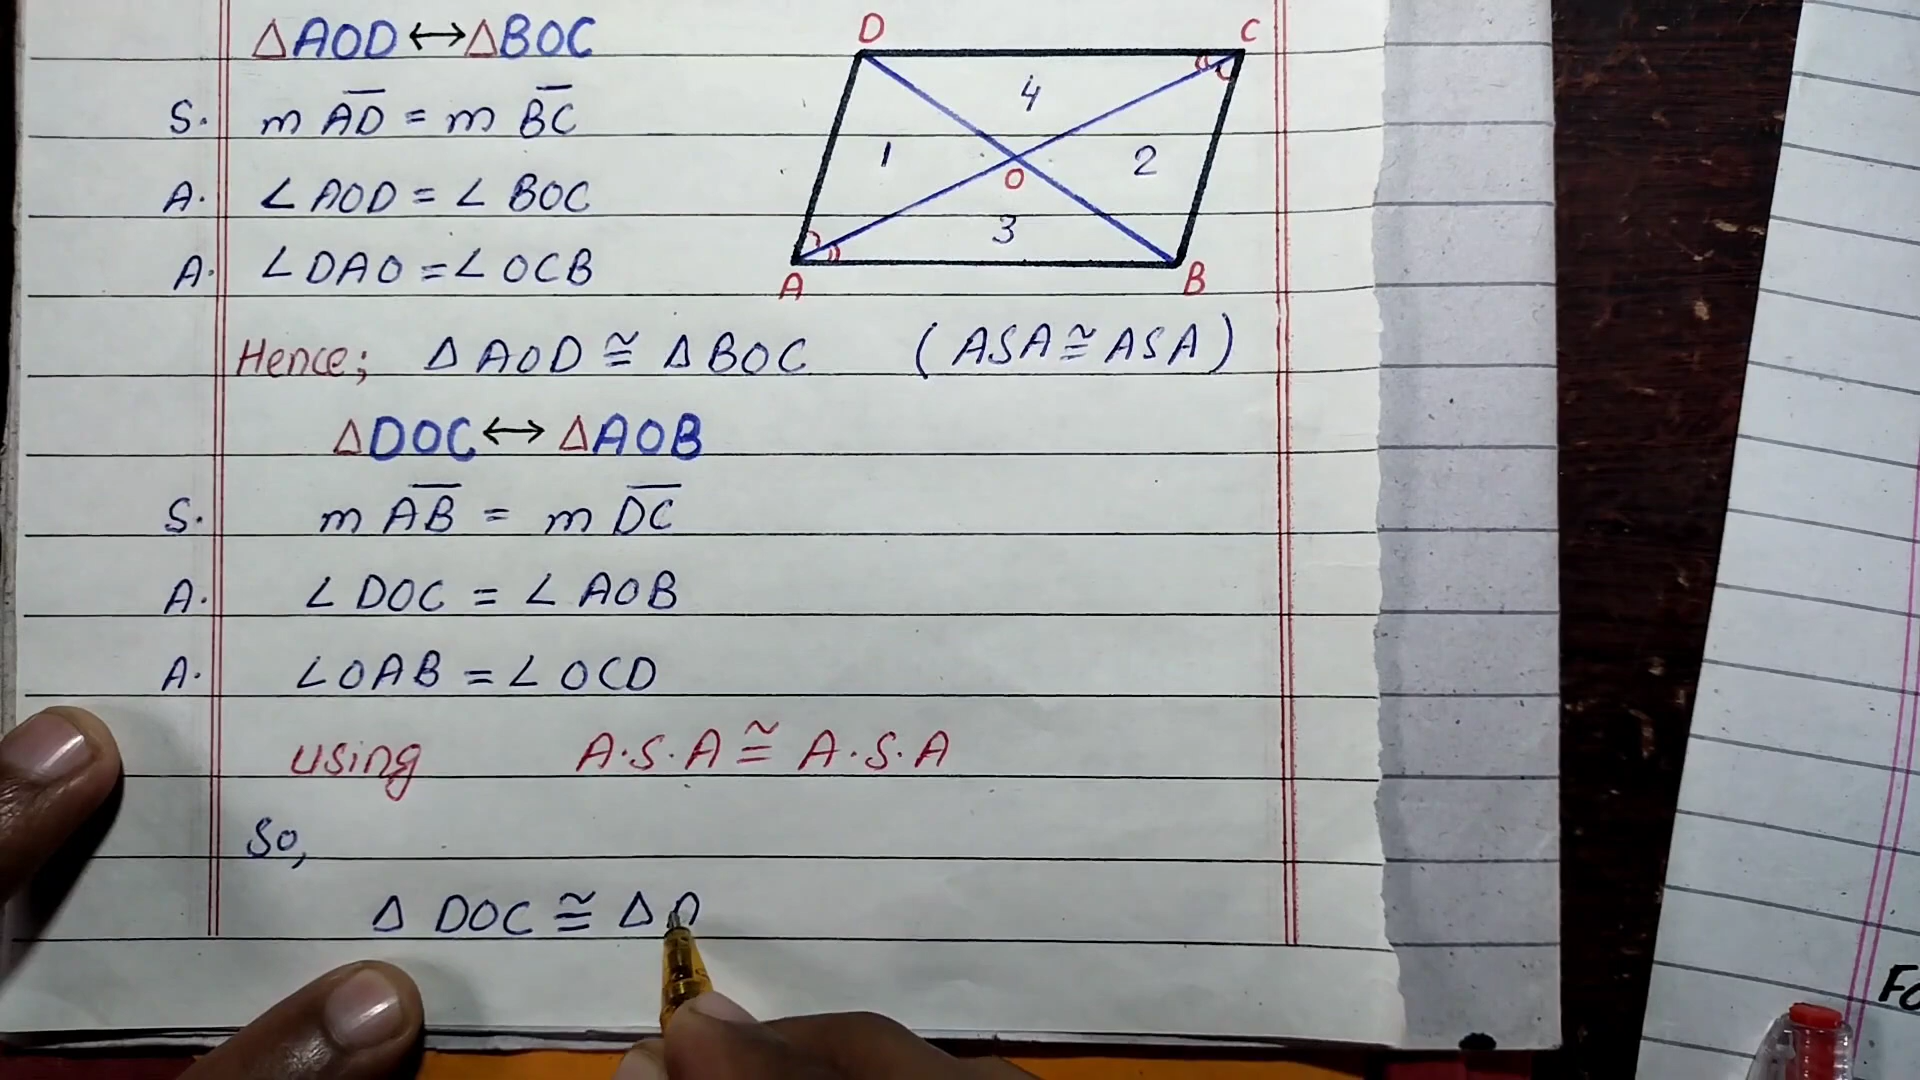 △AOD ↔ △BOC
S. m A̅D̅ = m B̅C̅
A. ∠AOD = ∠BOC
A. ∠DAO = ∠OCB
Hence; △AOD ≅ △BOC (ASA ≅ ASA)
△DOC ↔ △AOB
S. m A̅B̅ = m D̅C̅
A. ∠DOC = ∠AOB
A. ∠OAB = ∠OCD
using A.S.A ≅ A.S.A
So,
△ DOC ≅ △
D C
4
1 2
O
3
A B